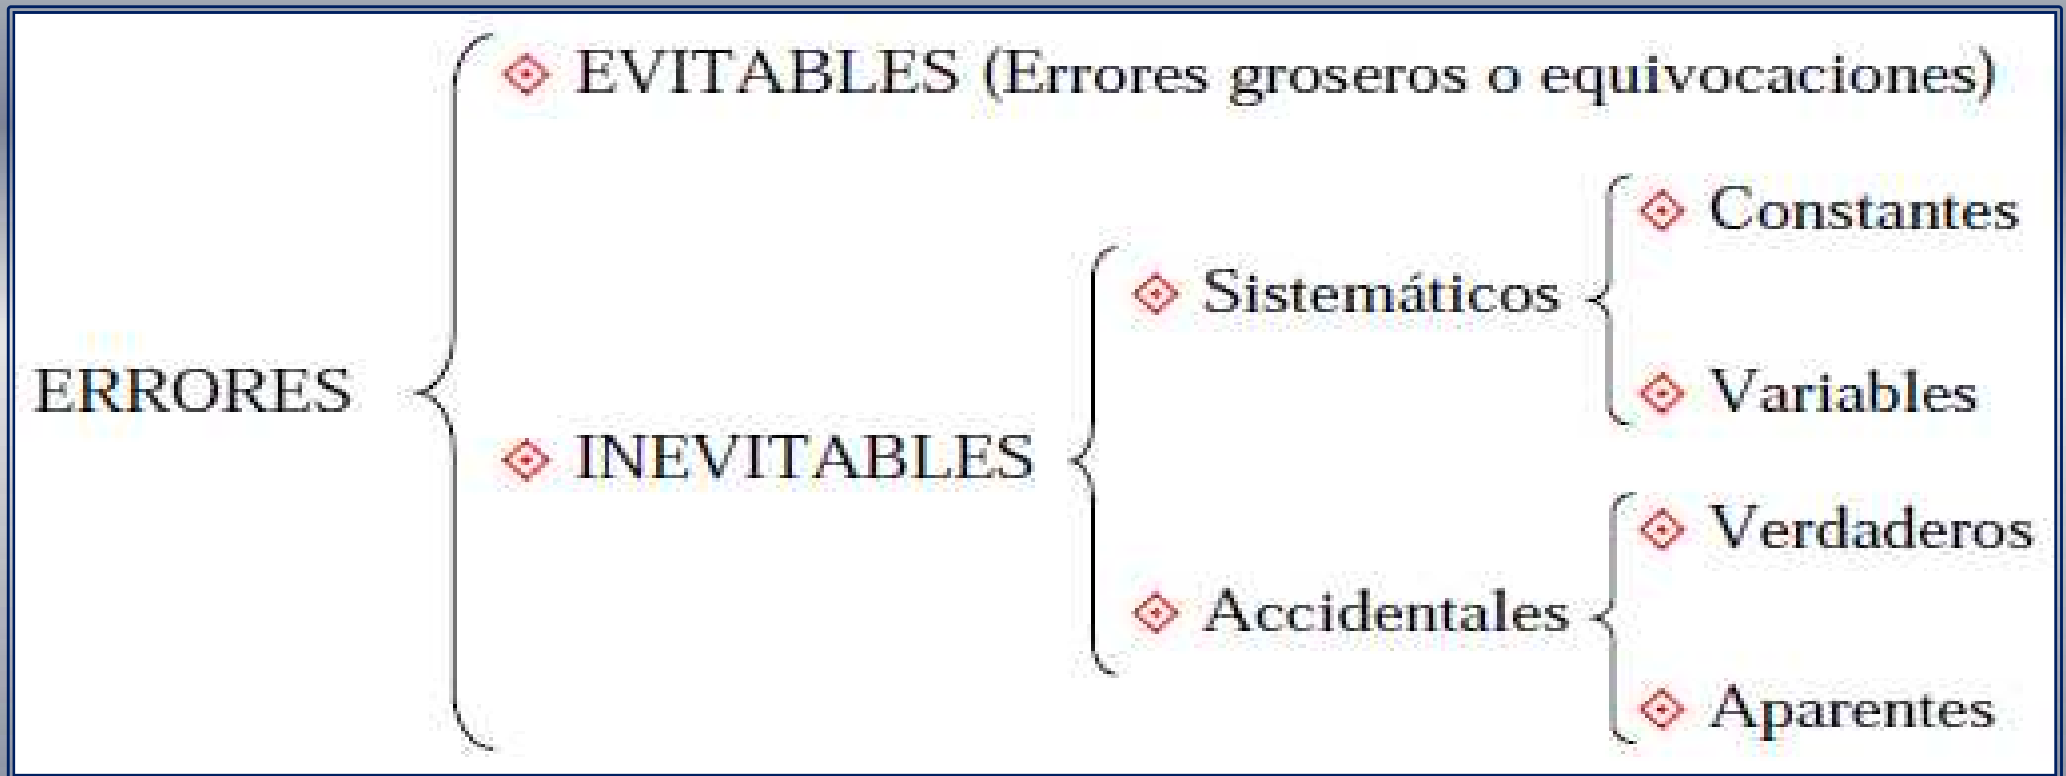 EVITABLES (Errores groseros o equivocaciones)
Constantes
Sistemáticos
Variables
ERRORES
INEVITABLES
Verdaderos
Accidentales
Aparentes